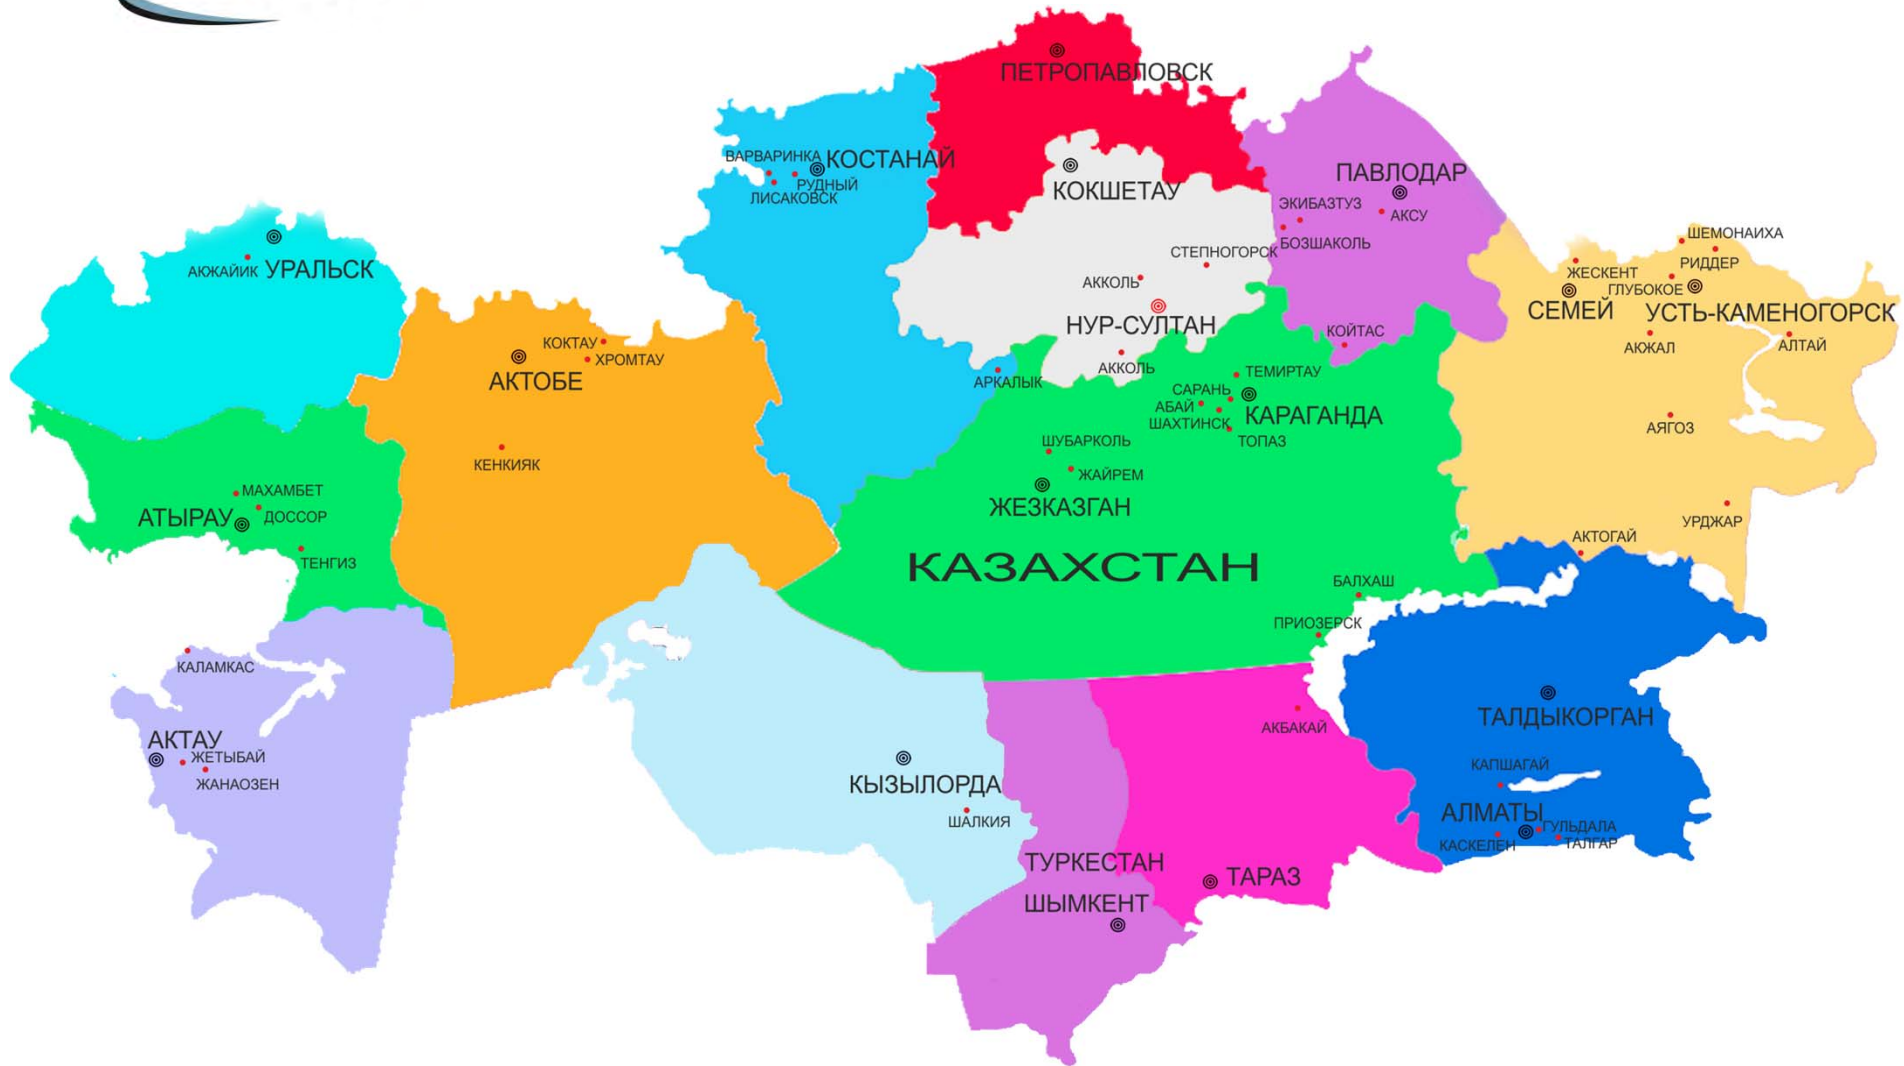 ПЕТРОПАВЛОВСК
ВАРВАРИНКА
КОСТАНАЙ
РУДНЫЙ
ЛИСАКОВСК
КОКШЕТАУ
ПАВЛОДАР
ЭКИБАЗТУЗ
АКСУ
БОЗШАКОЛЬ
СТЕПНОГОРСК
АККОЛЬ
НУР-СУЛТАН
АККОЛЬ
КОЙТАС
ШЕМОНАИХА
РИДДЕР
ЖЕСКЕНТ
ГЛУБОКОЕ
СЕМЕЙ
УСТЬ-КАМЕНОГОРСК
АКЖАЛ
АЛТАЙ
АЯГОЗ
УРДЖАР
АКТОГАЙ
АКЖАЙИК
УРАЛЬСК
КОКТАУ
ХРОМТАУ
АКТОБЕ
КЕНКИЯК
АРКАЛЫК
ТЕМИРТАУ
САРАНЬ
АБАЙ
КАРАГАНДА
ШАХТИНСК
ТОПАЗ
ШУБАРКОЛЬ
ЖАЙРЕМ
ЖЕЗКАЗГАН
МАХАМБЕТ
АТЫРАУ
ДОССОР
ТЕНГИЗ
КАЗАХСТАН
БАЛХАШ
ПРИОЗЕРСК
КАЛАМКАС
АКТАУ
ЖЕТЫБАЙ
ЖАНАОЗЕН
КЫЗЫЛОРДА
ШАЛКИЯ
АКБАКАЙ
ТАЛДЫКОРГАН
КАПШАГАЙ
АЛМАТЫ
ГУЛЬДАЛА
КАСКЕЛЕН
ТАЛГАР
ТУРКЕСТАН
ТАРАЗ
ШЫМКЕНТ